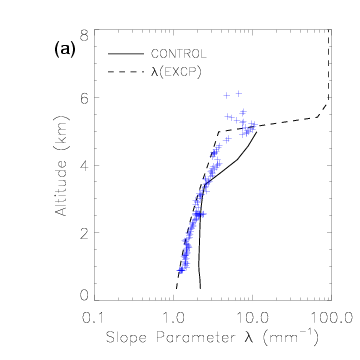 (a)
CONTROL
λ(EXCP)
8
6
4
2
0
Altitude (km)
0.1 1.0 10.0 100.0
Slope Parameter λ (mm⁻¹)